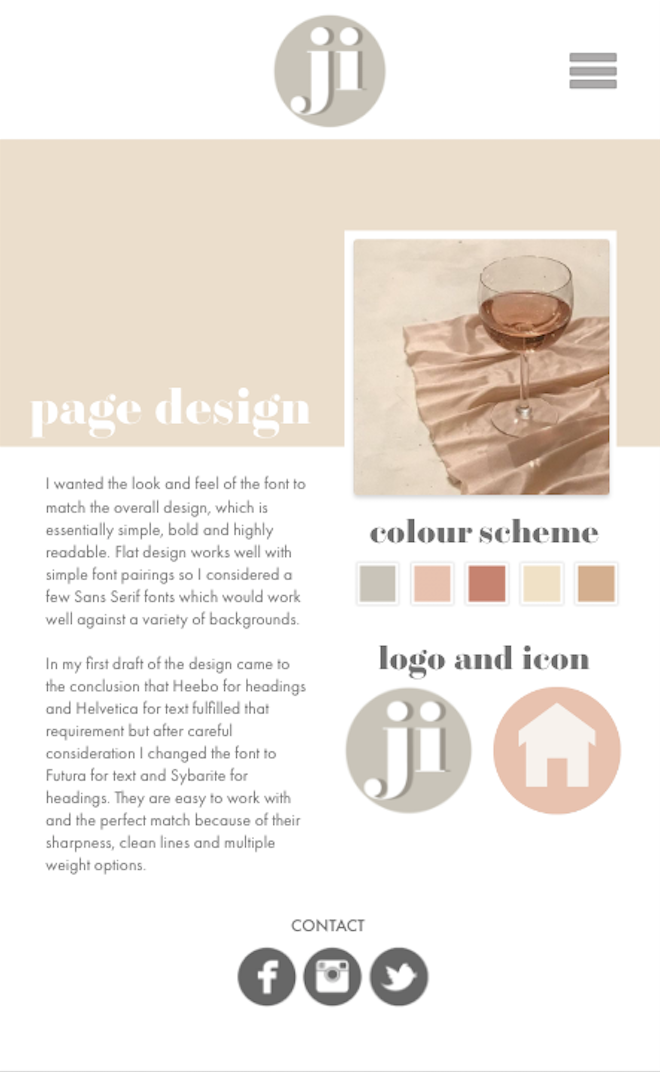 ji
page design
I wanted the look and feel of the font to
match the overall design, which is
essentially simple, bold and highly
readable. Flat design works well with
simple font pairings so I considered a
few Sans Serif fonts which would work
well against a variety of backgrounds.
In my first draft of the design came to
the conclusion that Heebo for headings
and Helvetica for text fulfilled that
requirement but after careful
consideration I changed the font to
Futura for text and Sybarite for
headings. They are easy to work with
and the perfect match because of their
sharpness, clean lines and multiple
weight options.
colour scheme
logo and icon
ji
CONTACT